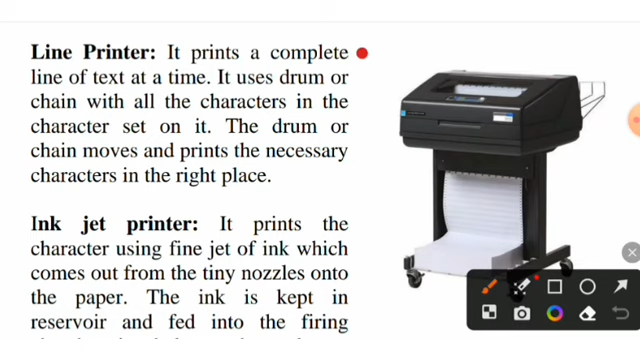 Line Printer: It prints a complete
line of text at a time. It uses drum or
chain with all the characters in the
character set on it. The drum or
chain moves and prints the necessary
characters in the right place.
Ink jet printer: It prints the
character using fine jet of ink which
comes out from the tiny nozzles onto
the paper. The ink is kept in
reservoir and fed into the firing